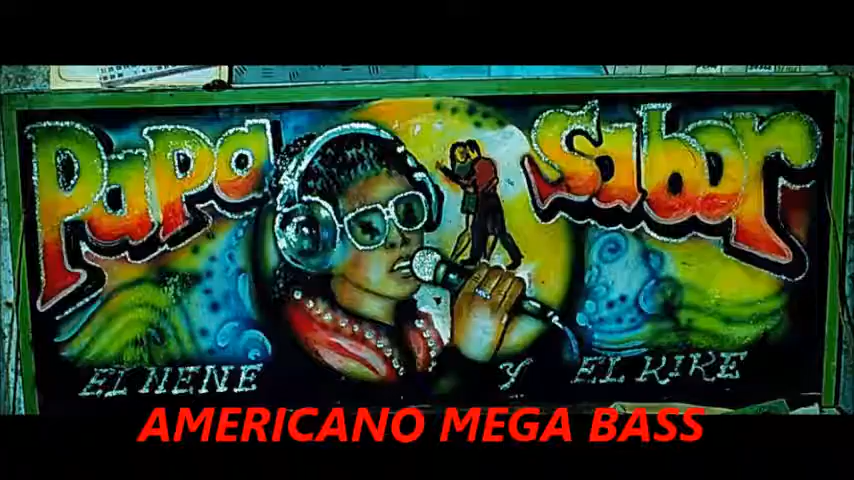 Papa Sabor
EL NENE Y EL KIKE
AMERICANO MEGA BASS